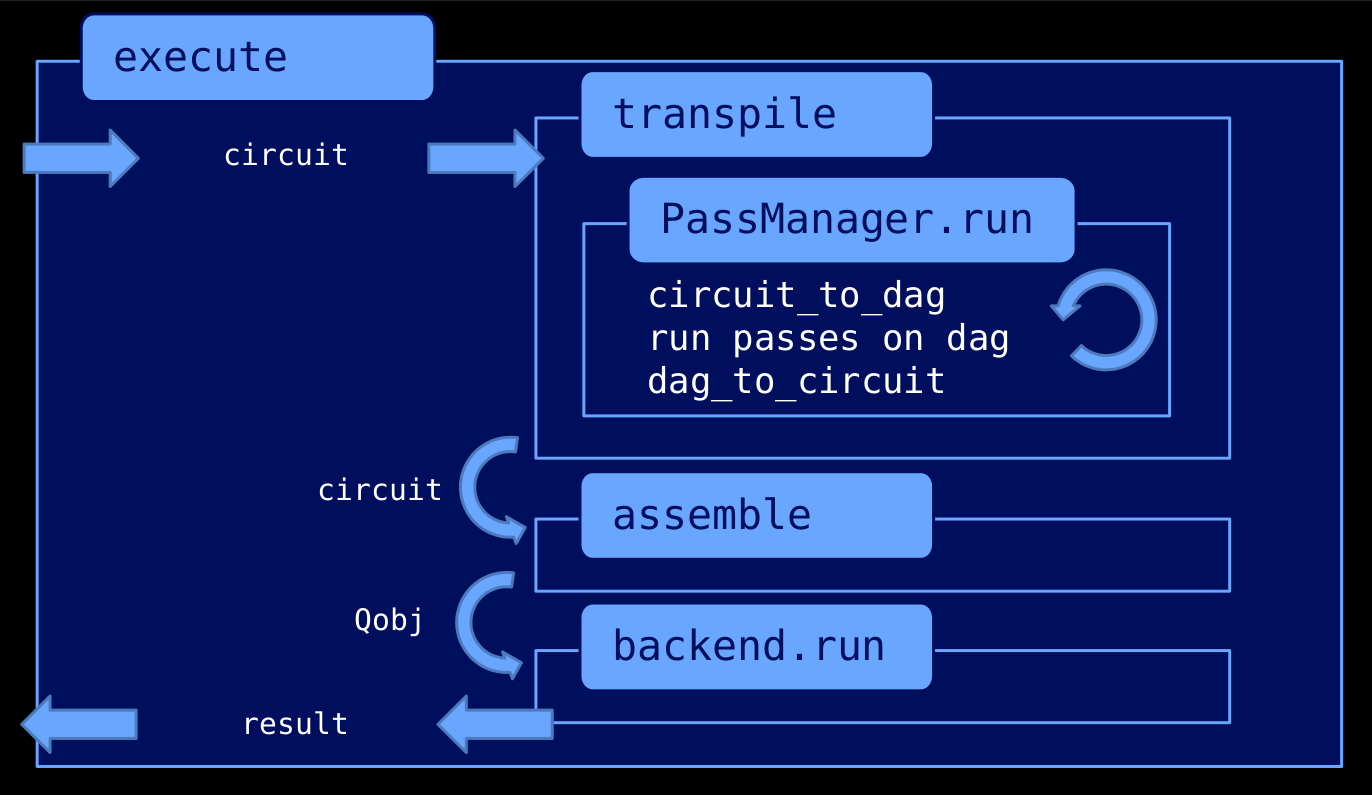 execute
circuit
transpile
PassManager.run
circuit_to_dag
run passes on dag
dag_to_circuit
circuit
assemble
Qobj
backend.run
result